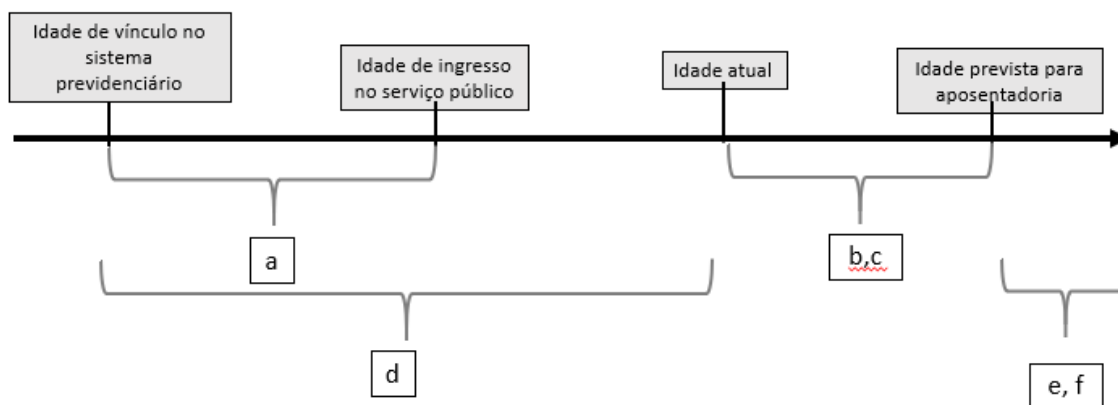 Idade de vínculo no
sistema
previdenciário
Idade de ingresso
no serviço público
Idade atual
Idade prevista para
aposentadoria
a
b,c
d
e, f